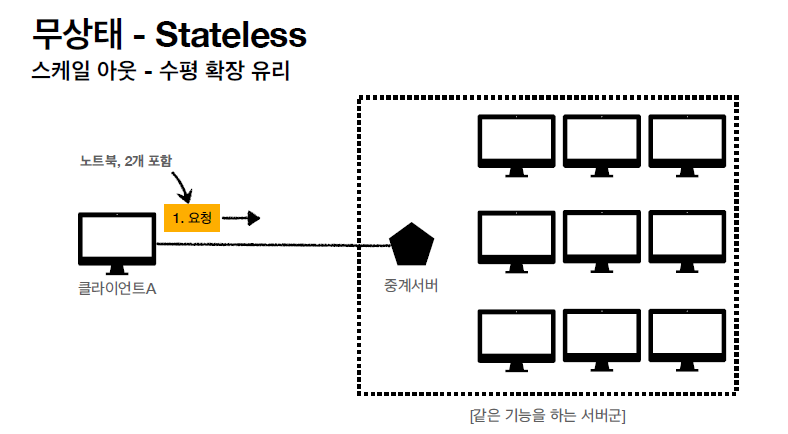 무상태 - Stateless
스케일 아웃 - 수평 확장 유리
노트북, 2개 포함
1. 요청
클라이언트A
중계서버
[같은 기능을 하는 서버군]